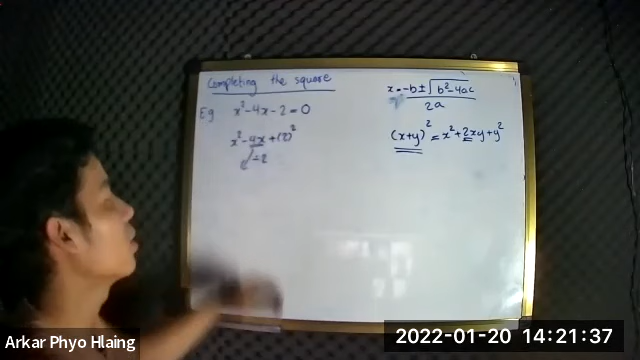 Completing the square
x = -b ± √b²-4ac
2a
Eg x² - 4x - 2 = 0
(x+y)² = x² + 2xy + y²
x² - 4x + (2)²
÷2
Arkar Phyo Hlaing
2022-01-20 14:21:37